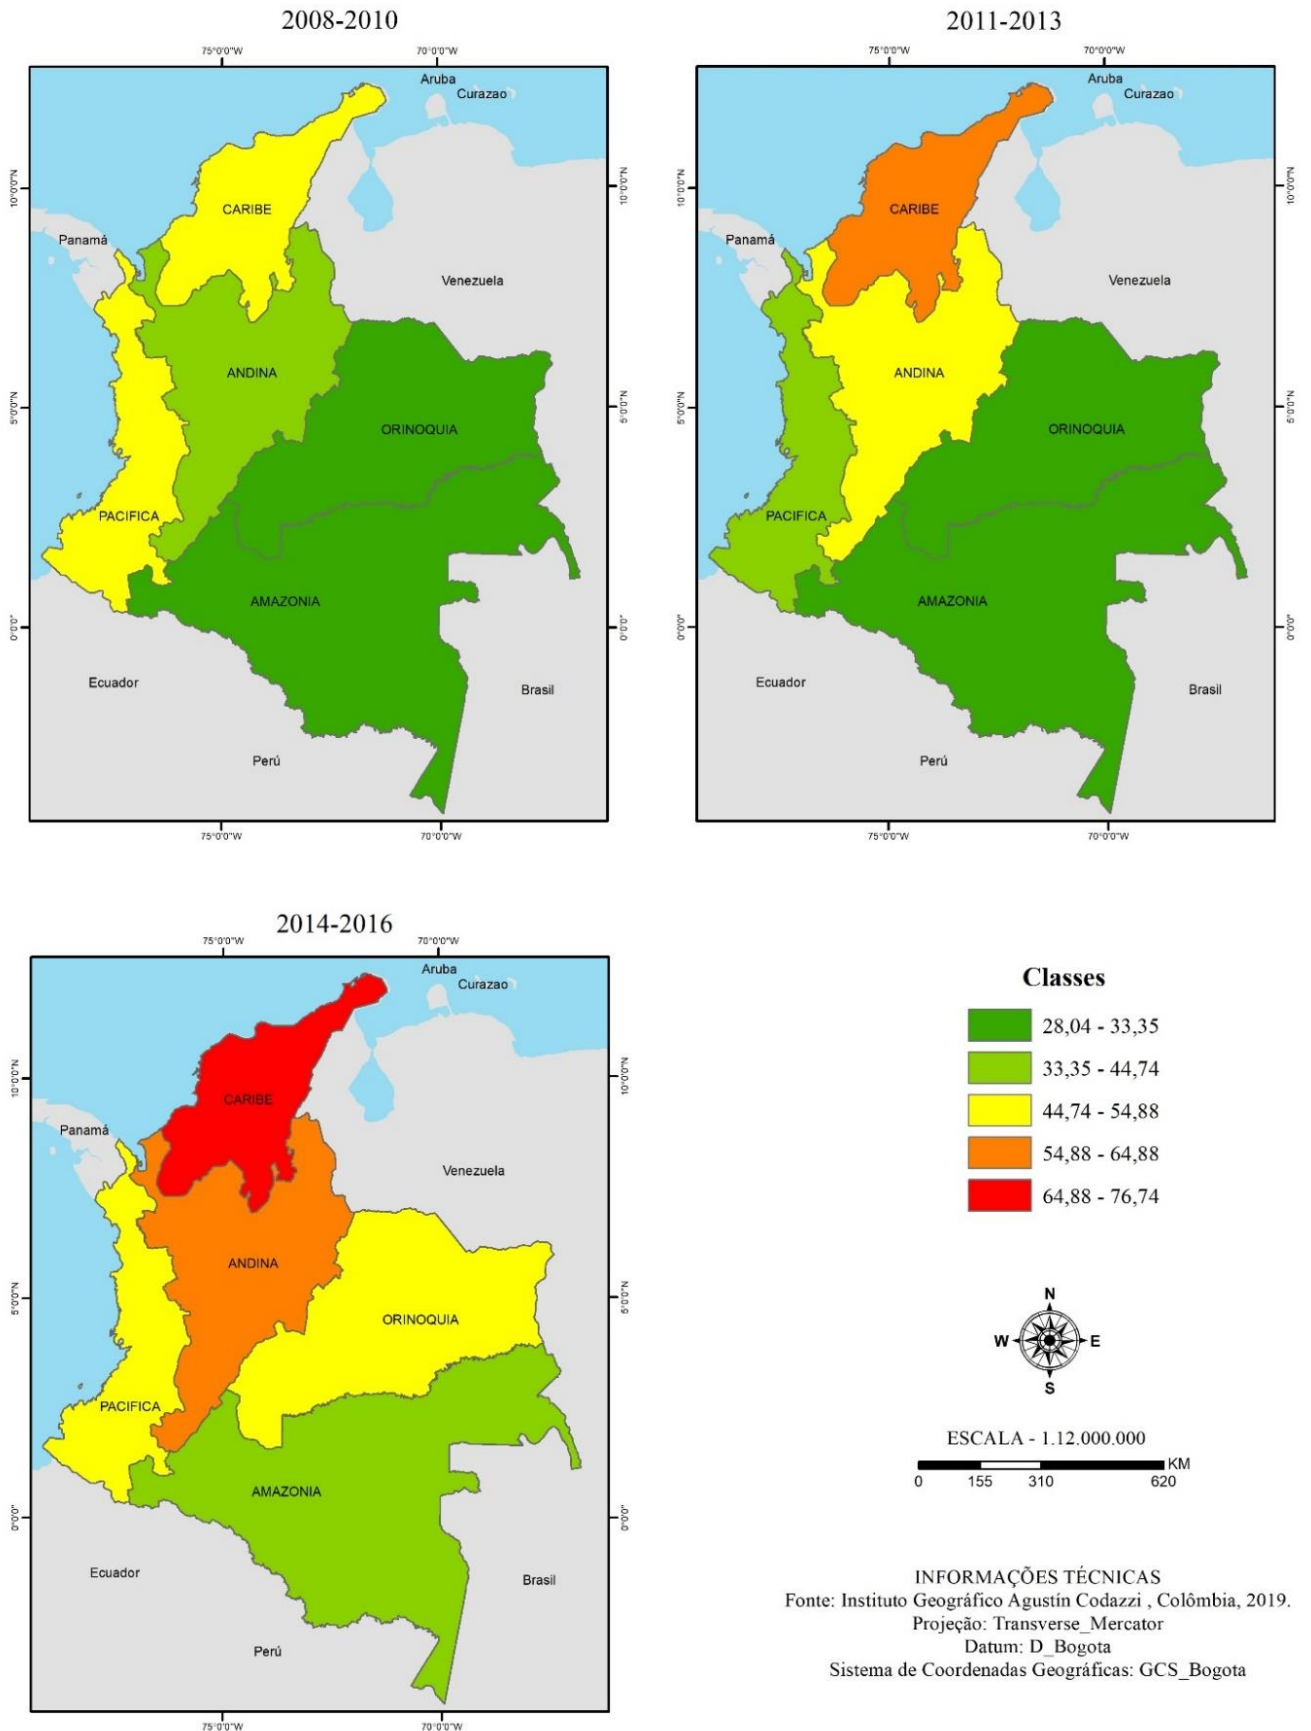 2008-2010
75°0'0"W 70°0'0"W
Aruba
Curazao
10°0'0"N 10°0'0"N
CARIBE
Panamá
Venezuela
ANDINA
5°0'0"N 5°0'0"N
ORINOQUIA
PACIFICA
AMAZONIA
0°0'0" 0°0'0"
Ecuador
Brasil
Perú
75°0'0"W 70°0'0"W
2011-2013
75°0'0"W 70°0'0"W
Aruba
Curazao
10°0'0"N 10°0'0"N
CARIBE
Panamá
Venezuela
ANDINA
5°0'0"N 5°0'0"N
ORINOQUIA
PACIFICA
AMAZONIA
0°0'0" 0°0'0"
Ecuador
Brasil
Perú
75°0'0"W 70°0'0"W
2014-2016
75°0'0"W 70°0'0"W
Aruba
Curazao
10°0'0"N 10°0'0"N
CARIBE
Panamá
Venezuela
ANDINA
5°0'0"N 5°0'0"N
ORINOQUIA
PACIFICA
AMAZONIA
0°0'0" 0°0'0"
Ecuador
Brasil
Perú
75°0'0"W 70°0'0"W
Classes
28,04 - 33,35
33,35 - 44,74
44,74 - 54,88
54,88 - 64,88
64,88 - 76,74
N
W E
S
ESCALA - 1.12.000.000
KM
0 155 310 620
INFORMAÇÕES TÉCNICAS
Fonte: Instituto Geográfico Agustín Codazzi , Colômbia, 2019.
Projeção: Transverse_Mercator
Datum: D_Bogota
Sistema de Coordenadas Geográficas: GCS_Bogota